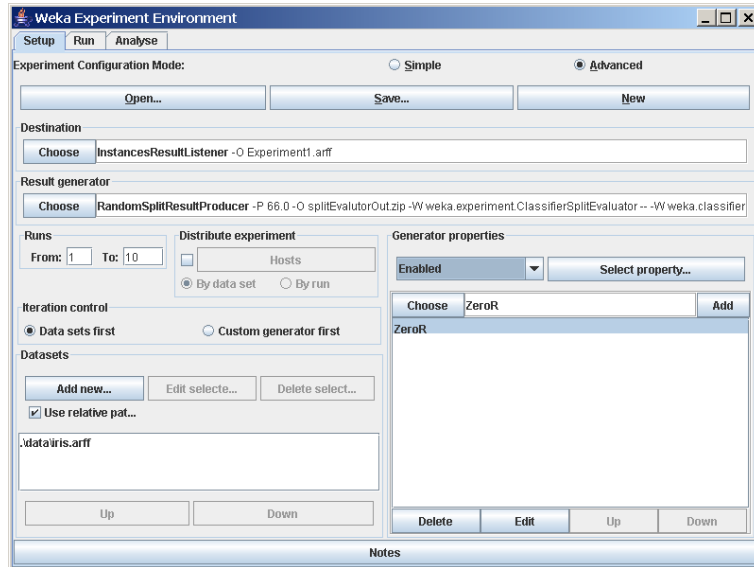 Weka Experiment Environment
Setup Run Analyse
Experiment Configuration Mode: Simple Advanced
Open... Save... New
Destination
Choose InstancesResultListener -O Experiment1.arff
Result generator
Choose RandomSplitResultProducer -P 66.0 -O splitEvalutorOut.zip -W weka.experiment.ClassifierSplitEvaluator -- -W weka.classifier
Runs
From: 1 To: 10
Distribute experiment
Hosts
By data set By run
Generator properties
Enabled Select property...
Iteration control
Data sets first Custom generator first
Choose ZeroR Add
ZeroR
Datasets
Add new... Edit selecte... Delete select...
Use relative pat...
.\data\iris.arff
Up Down
Delete Edit Up Down
Notes